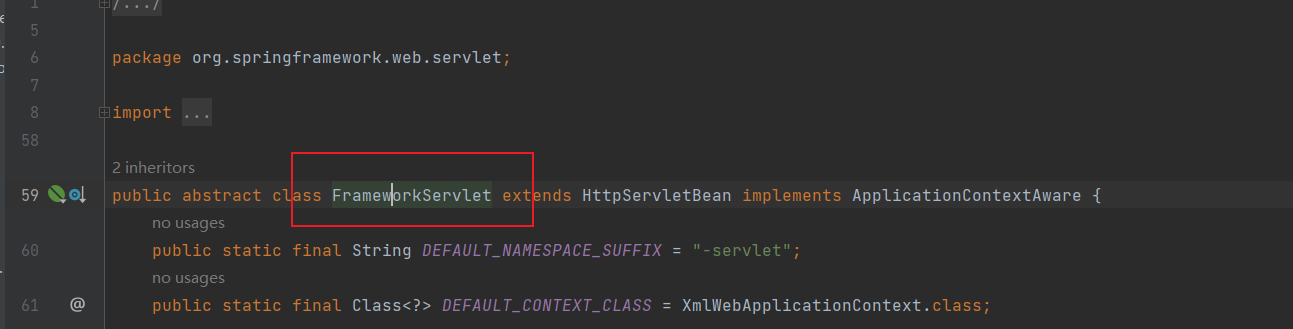 1 /.../
5
6 package org.springframework.web.servlet;
7
8 import ...
58
2 inheritors
59 public abstract class FrameworkServlet extends HttpServletBean implements ApplicationContextAware {
no usages
60 public static final String DEFAULT_NAMESPACE_SUFFIX = "-servlet";
no usages
61 @ public static final Class<?> DEFAULT_CONTEXT_CLASS = XmlWebApplicationContext.class;